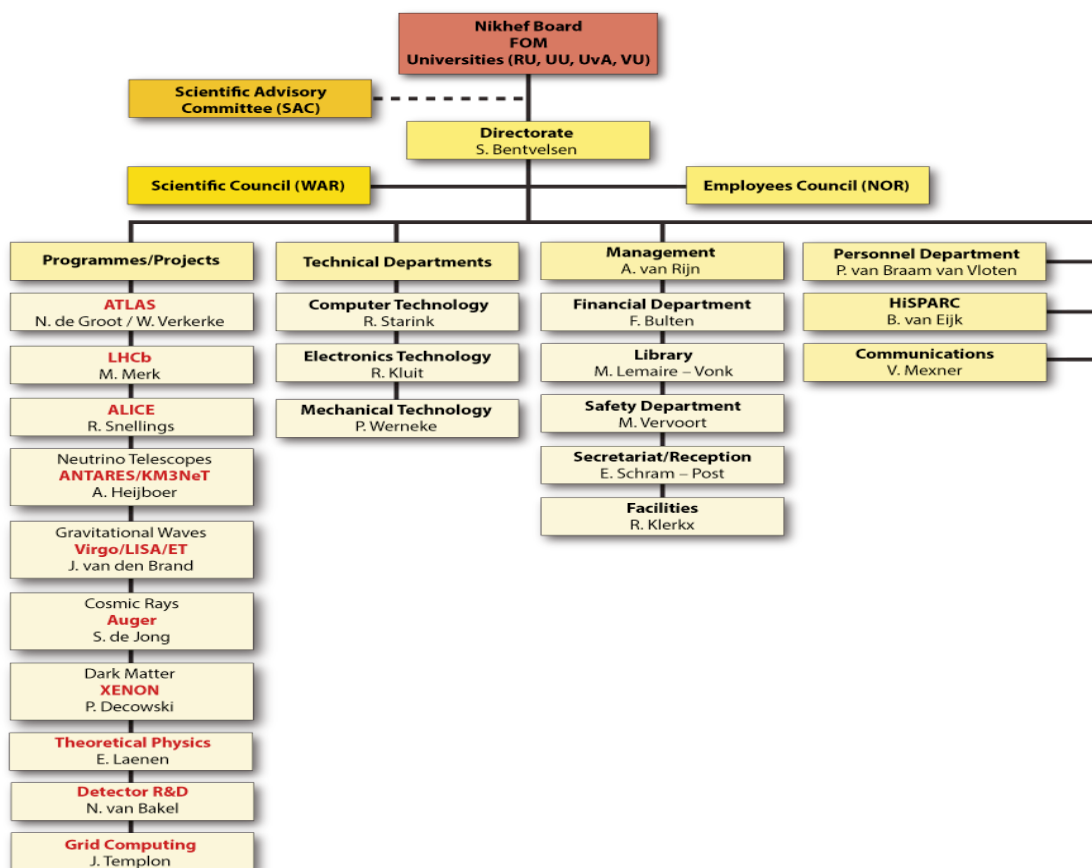 Nikhef Board
FOM
Universities (RU, UU, UvA, VU)
Scientific Advisory
Committee (SAC)
Directorate
S. Bentvelsen
Scientific Council (WAR)
Employees Council (NOR)
Programmes/Projects
ATLAS
N. de Groot / W. Verkerke
LHCb
M. Merk
ALICE
R. Snellings
Neutrino Telescopes
ANTARES/KM3NeT
A. Heijboer
Gravitational Waves
Virgo/LISA/ET
J. van den Brand
Cosmic Rays
Auger
S. de Jong
Dark Matter
XENON
P. Decowski
Theoretical Physics
E. Laenen
Detector R&D
N. van Bakel
Grid Computing
J. Templon
Technical Departments
Computer Technology
R. Starink
Electronics Technology
R. Kluit
Mechanical Technology
P. Werneke
Management
A. van Rijn
Financial Department
F. Bulten
Library
M. Lemaire – Vonk
Safety Department
M. Vervoort
Secretariat/Reception
E. Schram – Post
Facilities
R. Klerkx
Personnel Department
P. van Braam van Vloten
HiSPARC
B. van Eijk
Communications
V. Mexner